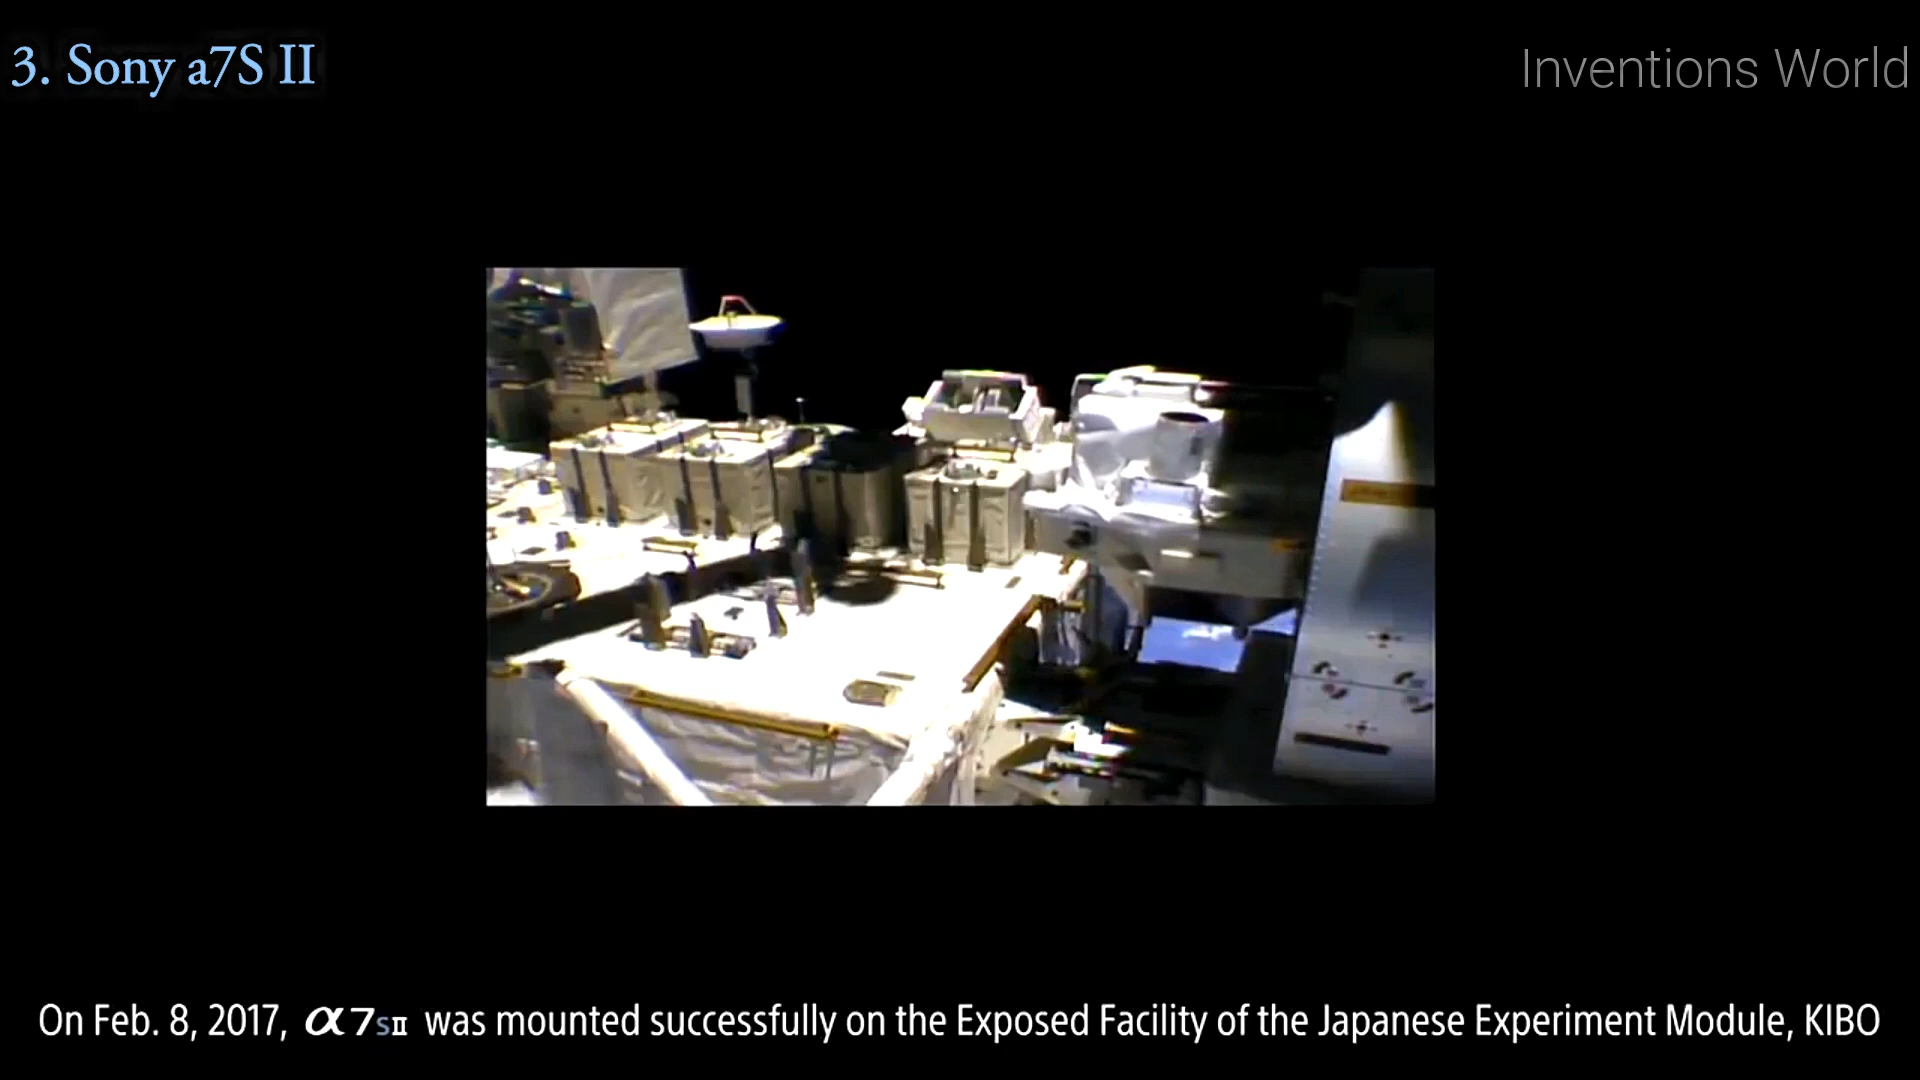 3. Sony a7S II
Inventions World
On Feb. 8, 2017, α7SII was mounted successfully on the Exposed Facility of the Japanese Experiment Module, KIBO